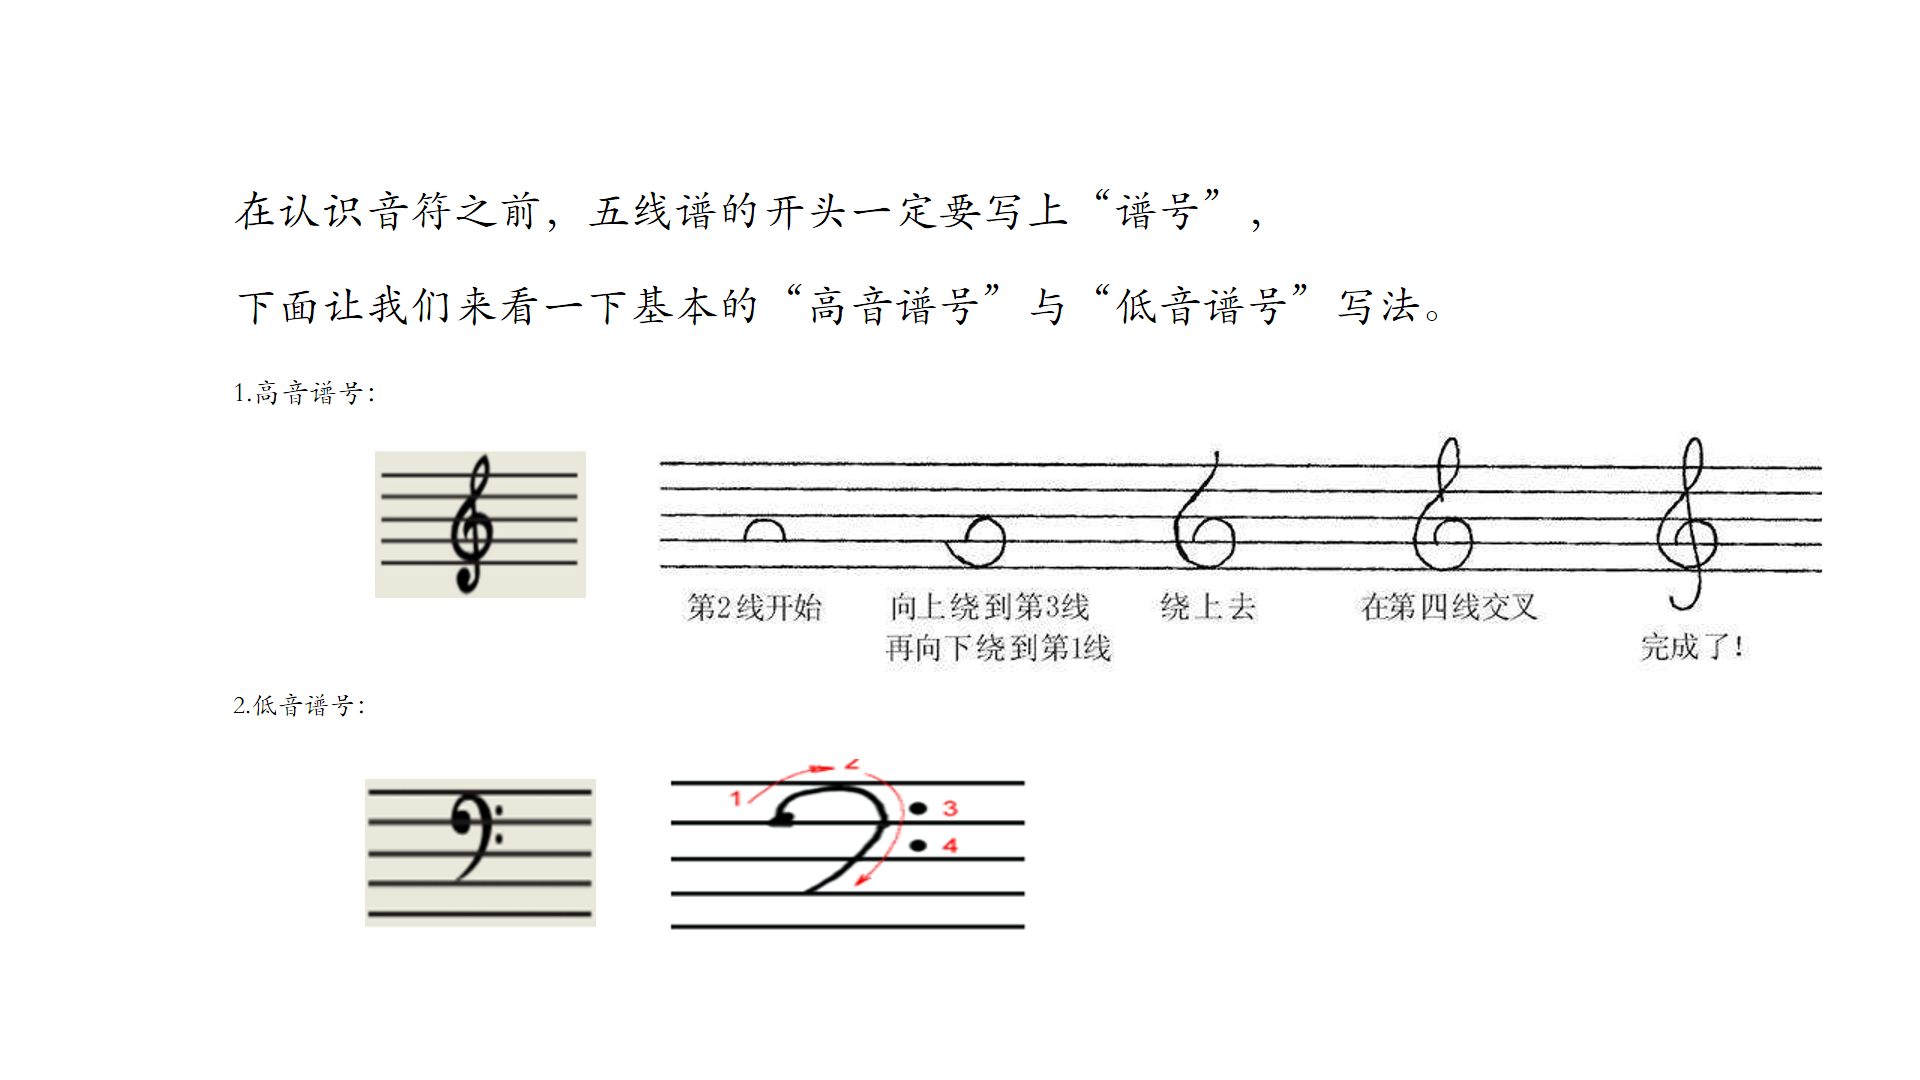 在认识音符之前，五线谱的开头一定要写上“谱号”，
下面让我们来看一下基本的“高音谱号”与“低音谱号”写法。
1.高音谱号：
第2线开始
向上绕到第3线
再向下绕到第1线
绕上去
在第四线交叉
完成了！
2.低音谱号：
1
2
3
4